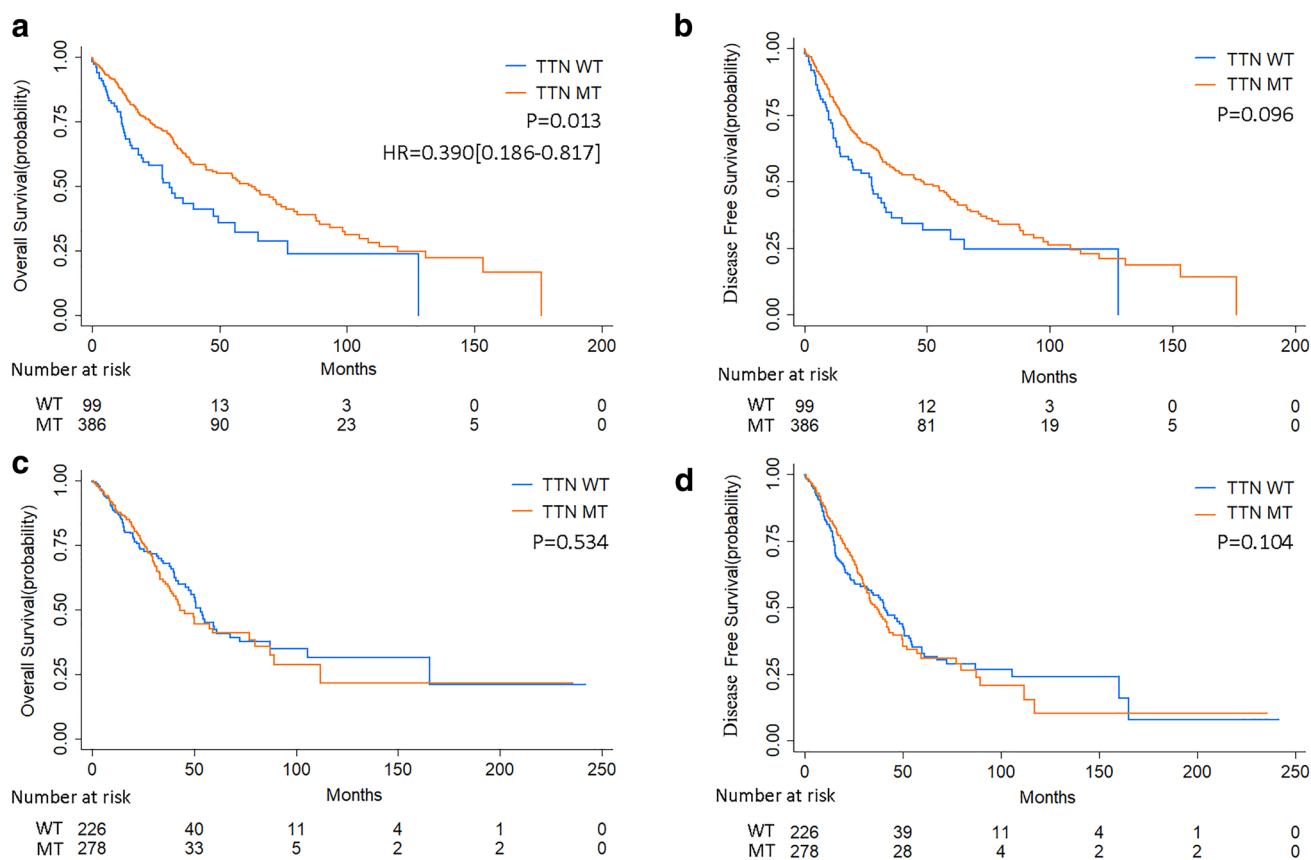 a
Overall Survival(probability)
1.00
0.75
0.50
0.25
0.00
TTN WT
TTN MT
P=0.013
HR=0.390[0.186-0.817]
0 50 100 150 200
Number at risk
Months
WT 99 13 3 0 0
MT 386 90 23 5 0
b
Disease Free Survival(probability)
1.00
0.75
0.50
0.25
0.00
TTN WT
TTN MT
P=0.096
0 50 100 150 200
Number at risk
Months
WT 99 12 3 0 0
MT 386 81 19 5 0
c
Overall Survival(probability)
1.00
0.75
0.50
0.25
0.00
TTN WT
TTN MT
P=0.534
0 50 100 150 200 250
Number at risk
Months
WT 226 40 11 4 1 0
MT 278 33 5 2 2 0
d
Disease Free Survival(probability)
1.00
0.75
0.50
0.25
0.00
TTN WT
TTN MT
P=0.104
0 50 100 150 200 250
Number at risk
Months
WT 226 39 11 4 1 0
MT 278 28 4 2 2 0